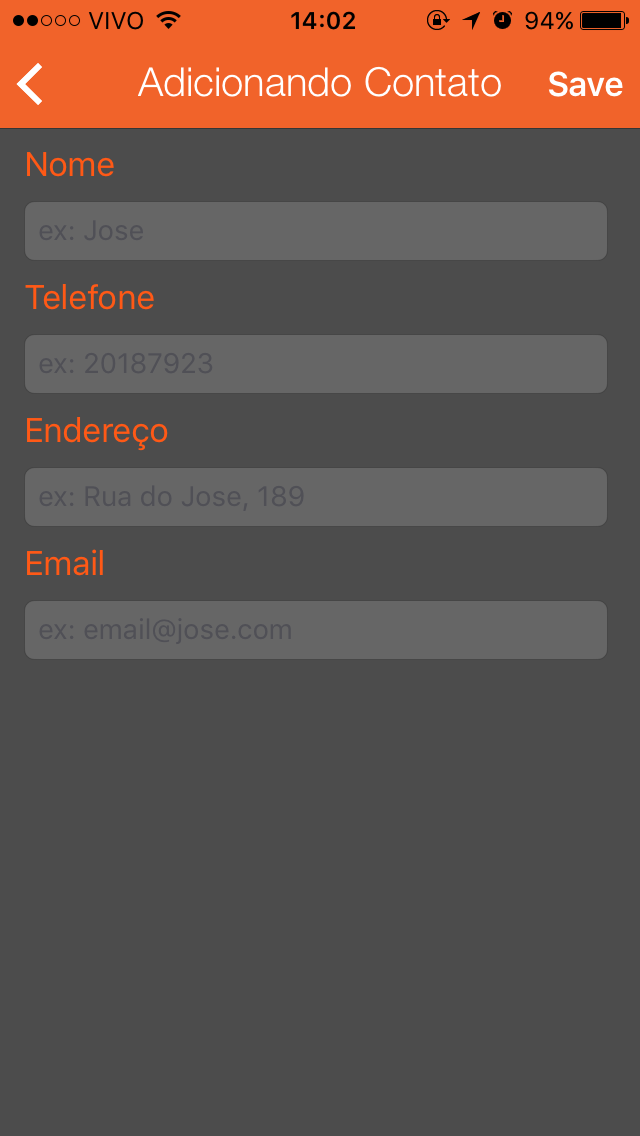 VIVO 14:02 94%
Adicionando Contato Save
Nome
ex: Jose
Telefone
ex: 20187923
Endereço
ex: Rua do Jose, 189
Email
ex: email@jose.com